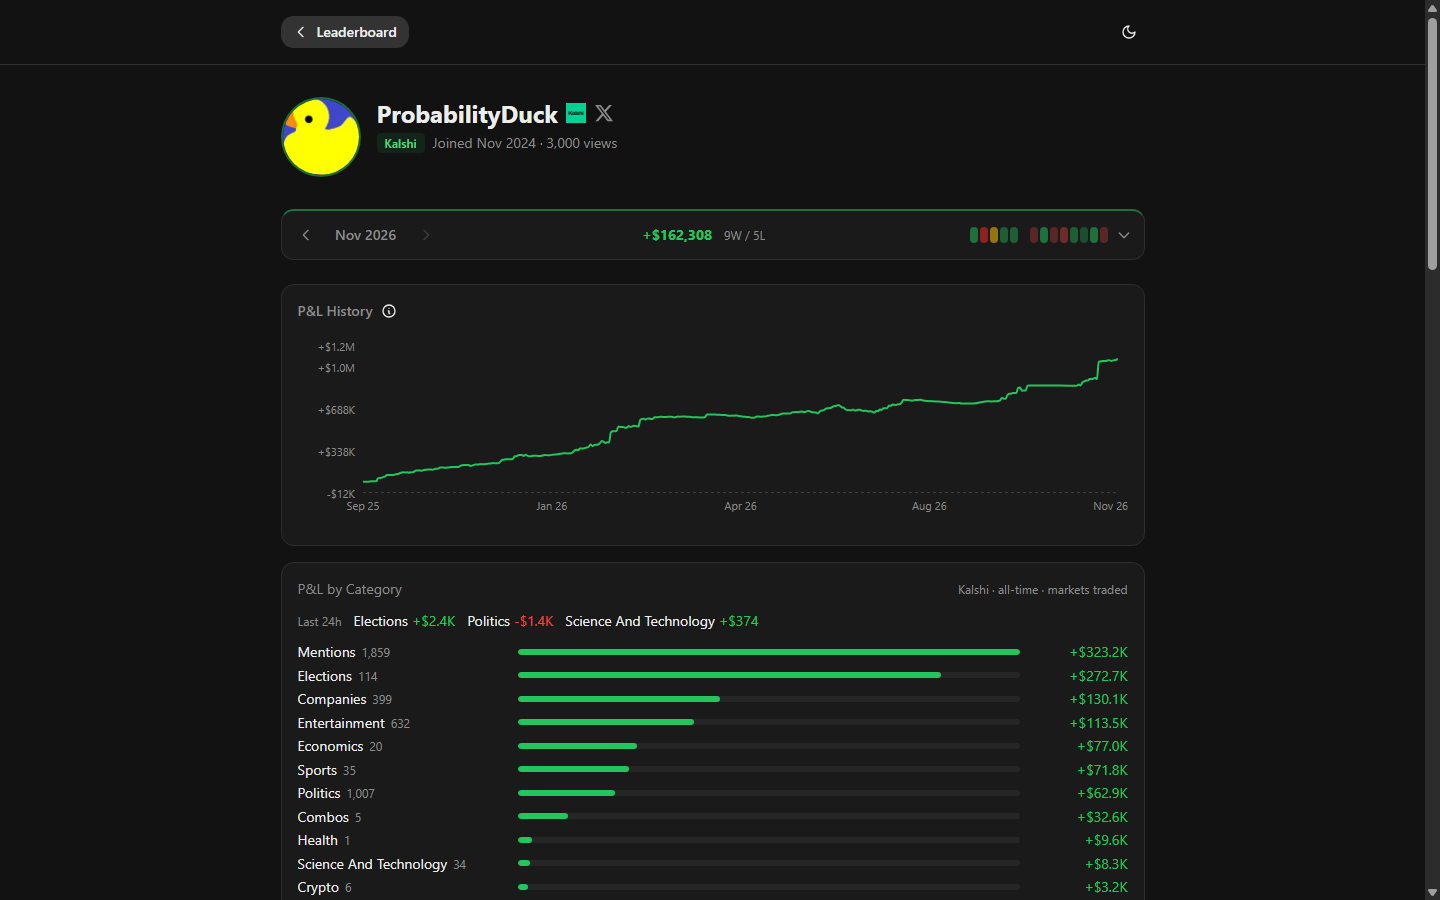 Leaderboard
ProbabilityDuck Kalshi
Kalshi Joined Nov 2024 · 3,000 views
Nov 2026 +$162,308 9W / 5L
P&L History
+$1.2M
+$1.0M
+$688K
+$338K
-$12K
Sep 25 Jan 26 Apr 26 Aug 26 Nov 26
P&L by Category Kalshi · all-time · markets traded
Last 24h Elections +$2.4K Politics -$1.4K Science And Technology +$374
Mentions 1,859 +$323.2K
Elections 114 +$272.7K
Companies 399 +$130.1K
Entertainment 632 +$113.5K
Economics 20 +$77.0K
Sports 35 +$71.8K
Politics 1,007 +$62.9K
Combos 5 +$32.6K
Health 1 +$9.6K
Science And Technology 34 +$8.3K
Crypto 6 +$3.2K